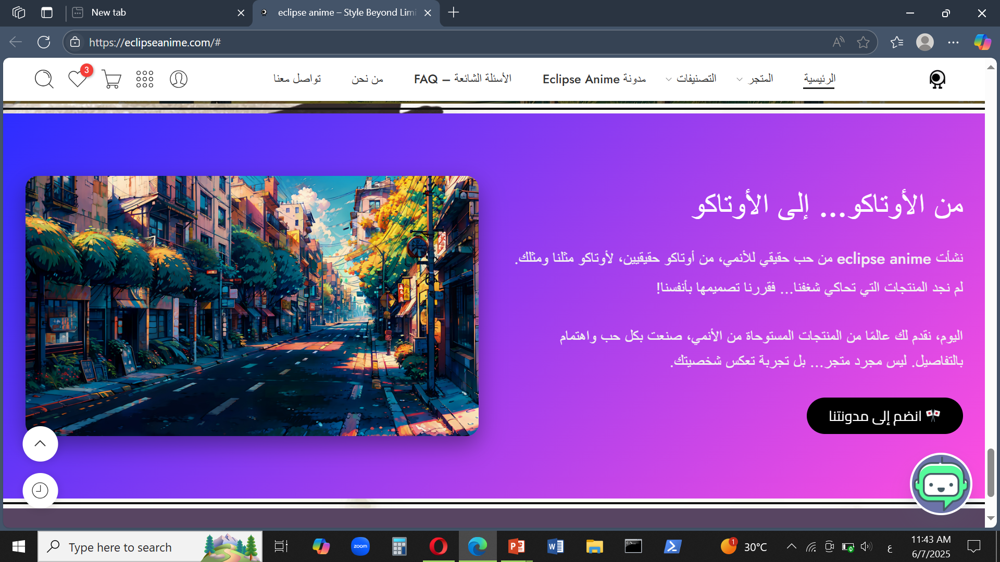 New tab
eclipse anime – Style Beyond Limi
https://eclipseanime.com/#
الرئيسية
المتجر
التصنيفات
مدونة Eclipse Anime
الأسئلة الشائعة – FAQ
من نحن
تواصل معنا
3
من الأوتاكو... إلى الأوتاكو
نشأت eclipse anime من حب حقيقي للأنمي، من أوتاكو حقيقيين، لأوتاكو مثلنا ومثلك.
لم نجد المنتجات التي تحاكي شغفنا... فقررنا تصميمها بأنفسنا!
اليوم، نقدم لك عالمًا من المنتجات المستوحاة من الأنمي، صنعت بكل حب واهتمام
بالتفاصيل. ليس مجرد متجر... بل تجربة تعكس شخصيتك.
🎌 انضم إلى مدونتنا
Type here to search
zoom
1
30°C
ع
11:43 AM
6/7/2025